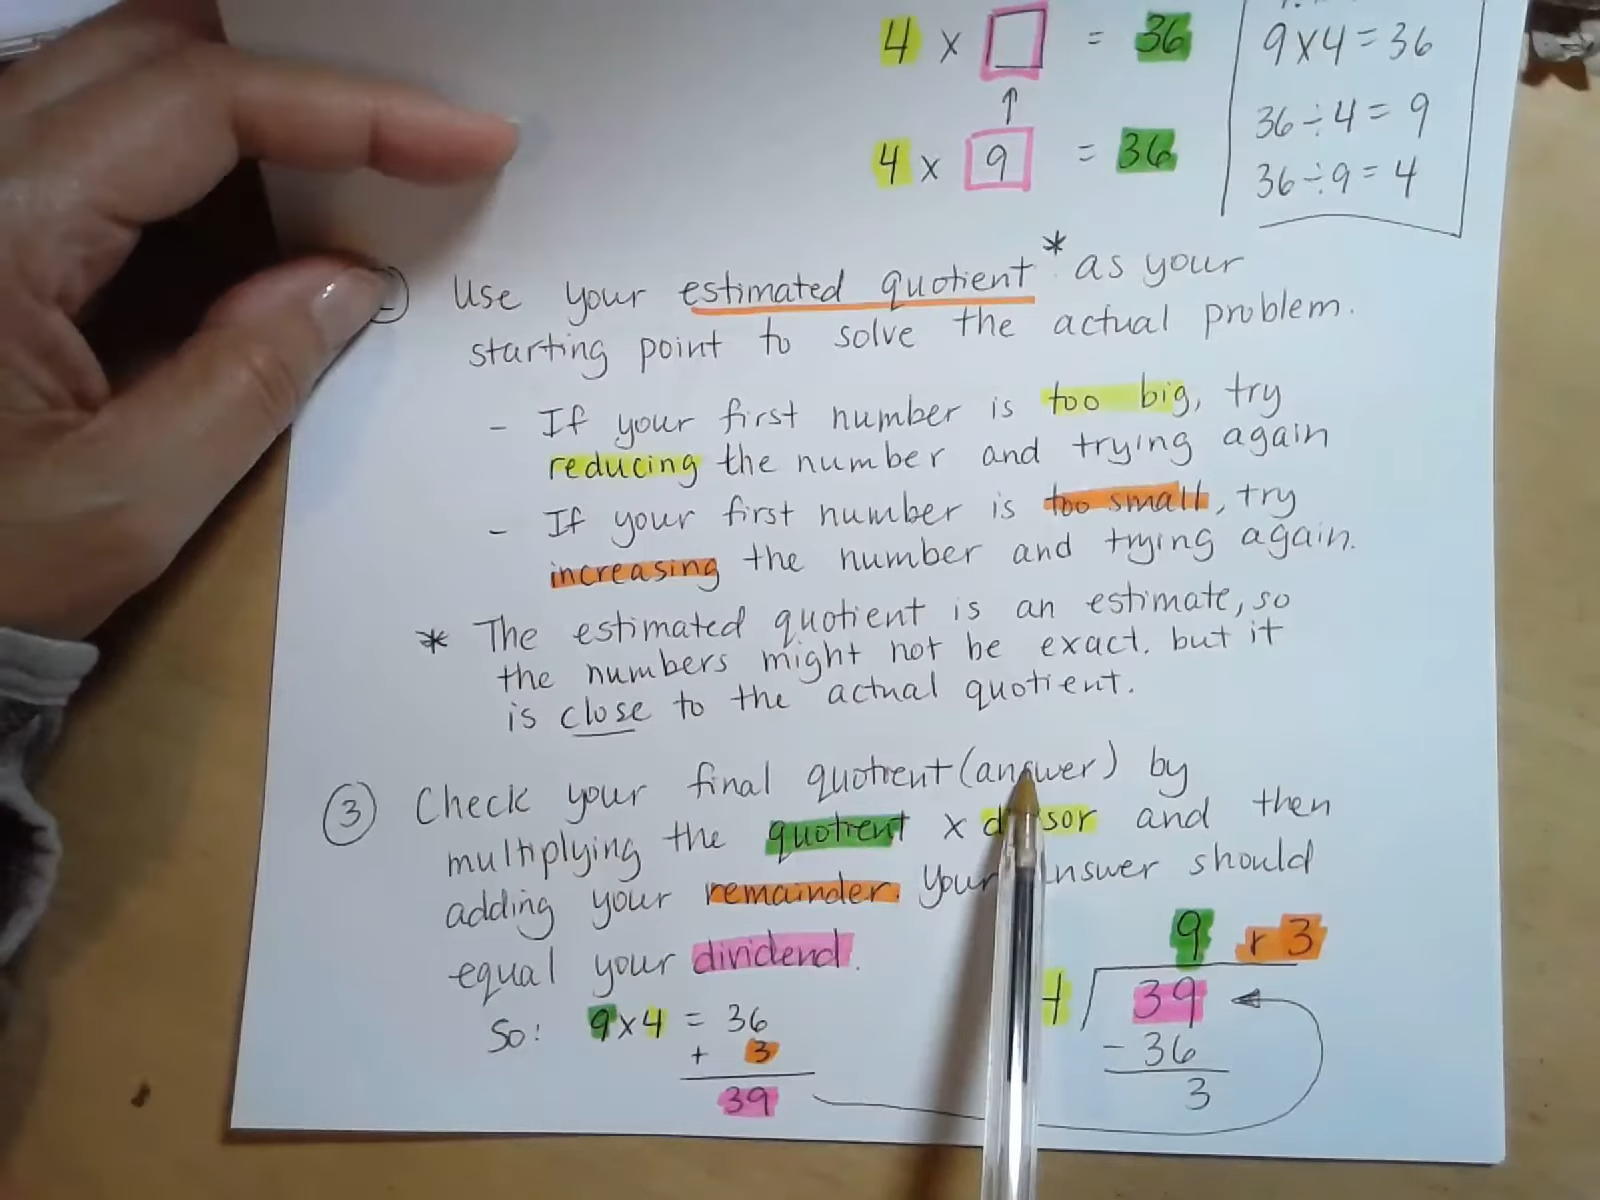 4 × □ = 36
↑
4 × 9 = 36
9 × 4 = 36
36 ÷ 4 = 9
36 ÷ 9 = 4
Use your estimated quotient* as your
starting point to solve the actual problem.
- If your first number is too big, try
reducing the number and trying again
- If your first number is too small, try
increasing the number and trying again.
* The estimated quotient is an estimate, so
the numbers might not be exact. but it
is close to the actual quotient.
③ Check your final quotient (answer) by
multiplying the quotient × and then
adding your remainder. should
equal your dividend.
So: 9 × 4 = 36
+ 3
39
9 r 3
4 39
- 36
3